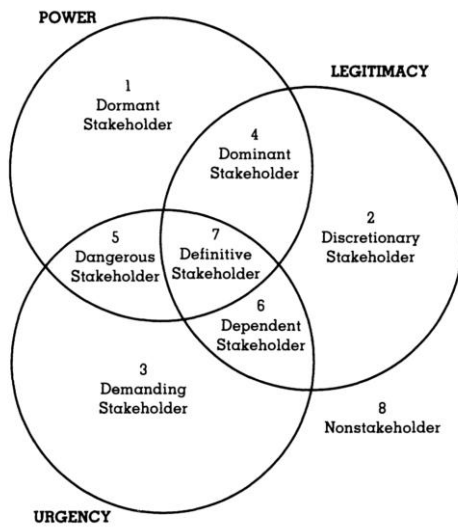 POWER
LEGITIMACY
1
Dormant
Stakeholder
4
Dominant
Stakeholder
2
Discretionary
Stakeholder
5
Dangerous
Stakeholder
7
Definitive
Stakeholder
6
Dependent
Stakeholder
3
Demanding
Stakeholder
8
Nonstakeholder
URGENCY